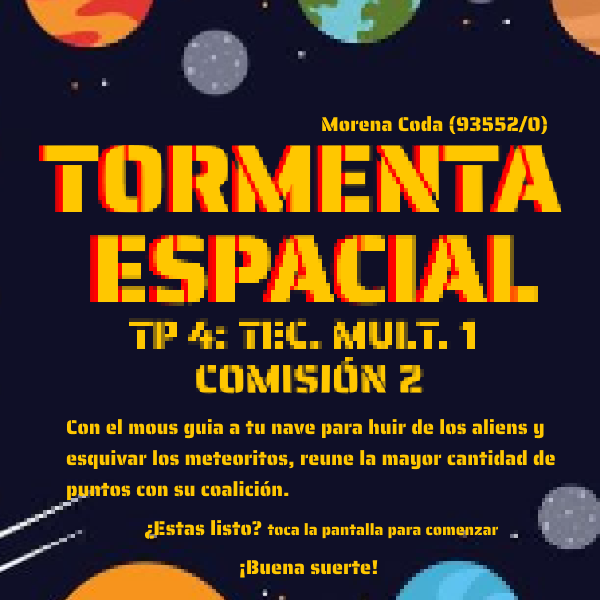 Morena Coda (93552/0)
TORMENTA
ESPACIAL
TP 4: TEC. MULT. 1
COMISIÓN 2
Con el mous guia a tu nave para huir de los aliens y
esquivar los meteoritos, reune la mayor cantidad de
puntos con su coalición.
¿Estas listo? toca la pantalla para comenzar
¡Buena suerte!